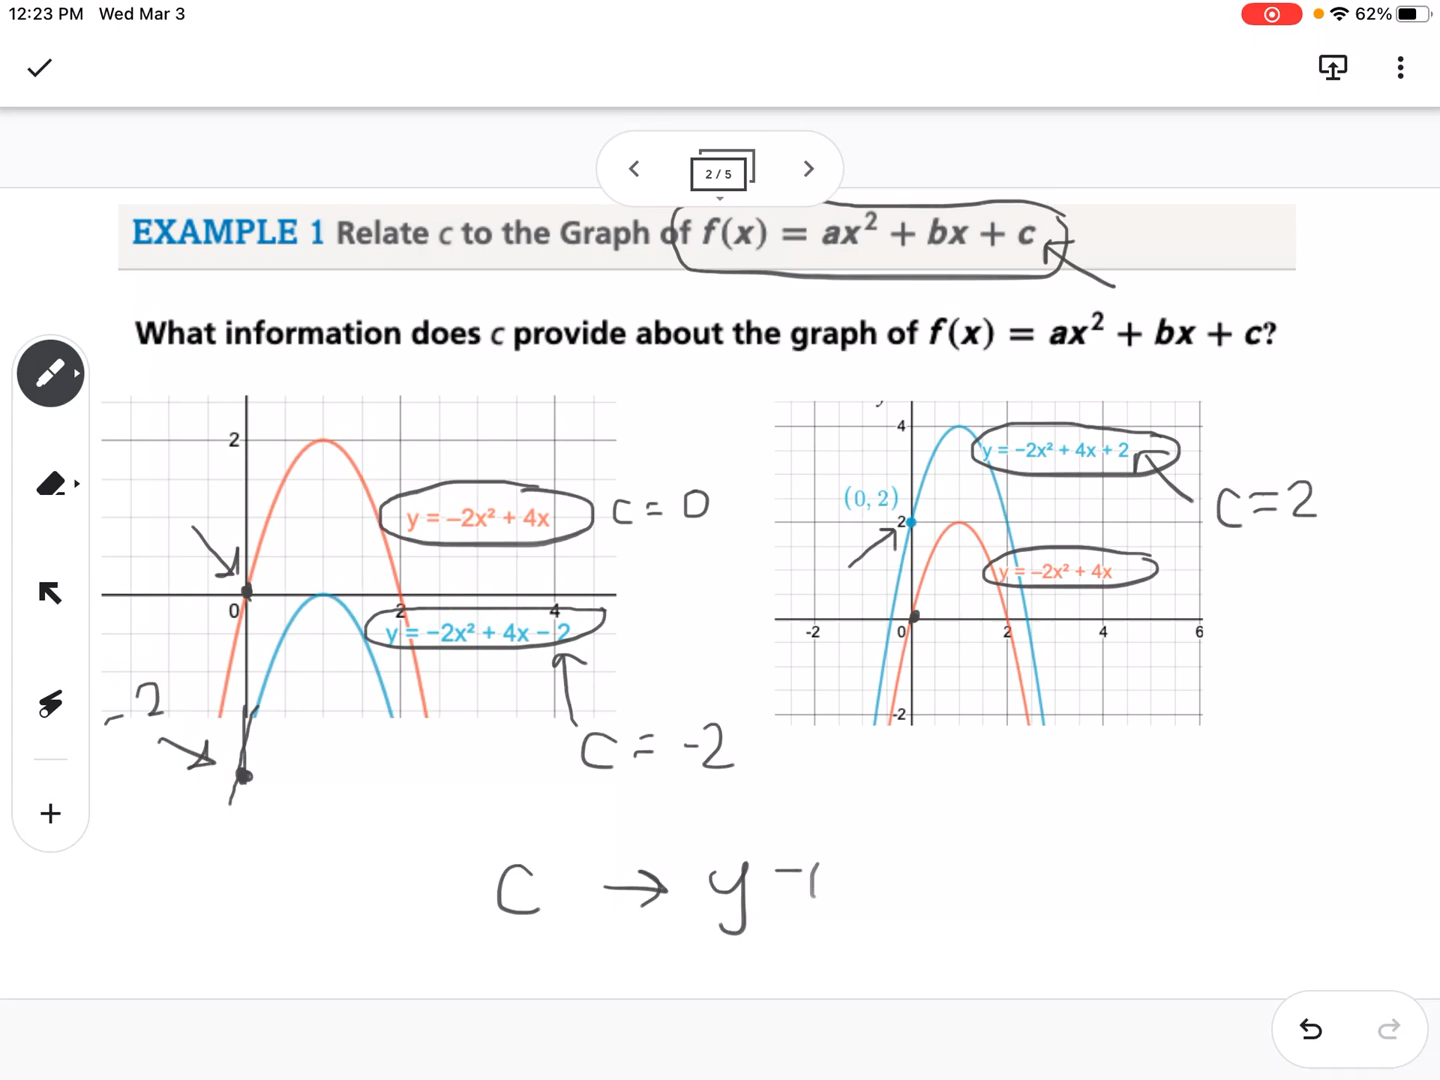 12:23 PM Wed Mar 3
62%
2 / 5
EXAMPLE 1 Relate c to the Graph of f(x) = ax² + bx + c
What information does c provide about the graph of f(x) = ax² + bx + c?
2
0
2
4
y = −2x² + 4x
C = 0
y = −2x² + 4x − 2
C = -2
-2
y
4
2
-2
-2
0
2
4
6
(0, 2)
y = −2x² + 4x + 2
C = 2
y = −2x² + 4x
C → y -